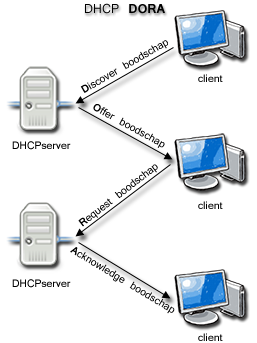 DHCP DORA
Discover boodschap
client
Offer boodschap
DHCPserver
Request boodschap
client
Acknowledge boodschap
DHCPserver
client